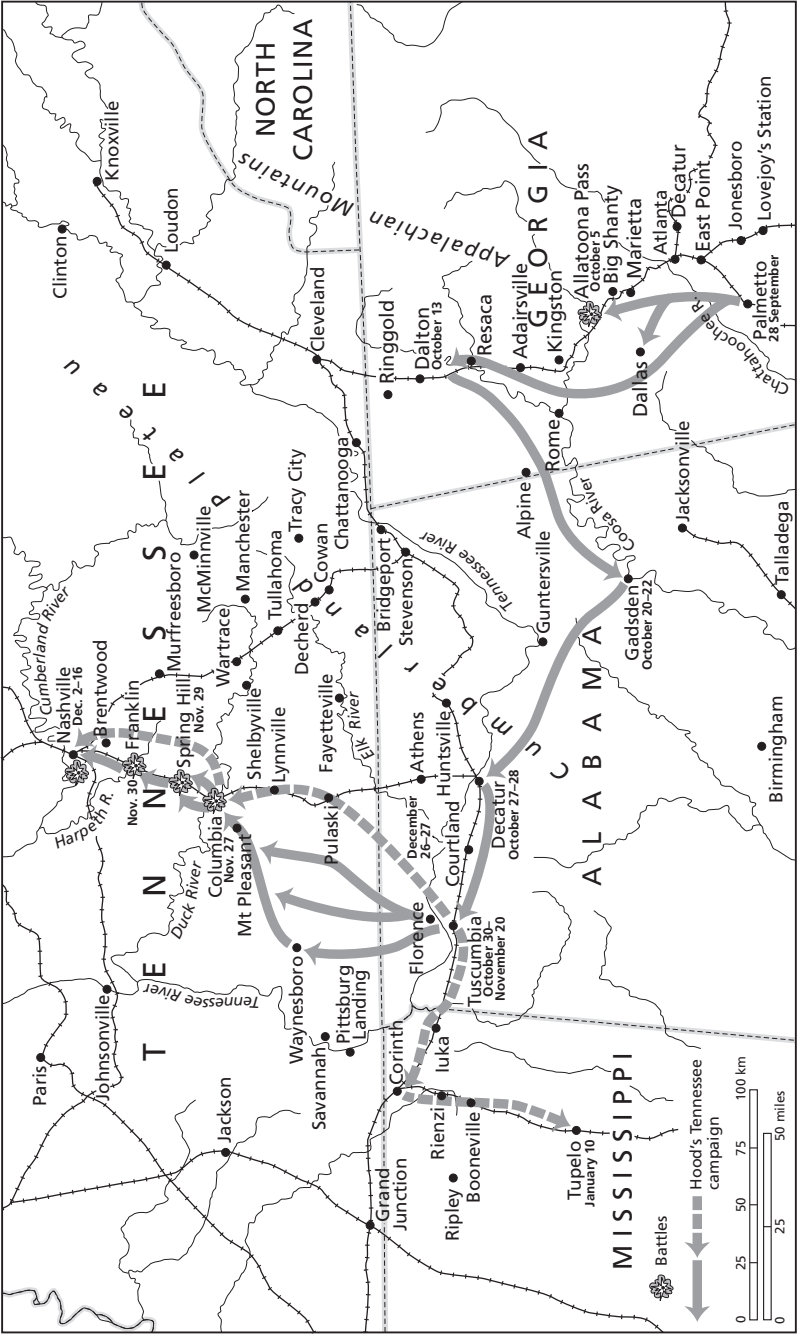 Paris
Johnsonville
Jackson
Grand
Junction
TENNESSEE
Tennessee River
Savannah
Pittsburg
Landing
Waynesboro
Duck River
Mt Pleasant
Columbia
Nov. 27
Harpeth R.
Nov. 30
Franklin
Nashville
Dec. 2–16
Brentwood
Cumberland River
Spring Hill
Nov. 29
Murfreesboro
McMinnville
Manchester
Wartrace
Shelbyville
Lynnville
Tullahoma
Tracy City
Decherd
Cowan
Fayetteville
Elk
River
Pulaski
Cumberland Plateau
Clinton
Knoxville
Loudon
Cleveland
Chattanooga
NORTH
CAROLINA
Appalachian Mountains
Corinth
Iuka
Rienzi
Booneville
Ripley
Tupelo
January 10
MISSISSIPPI
Florence
Tuscumbia
October 30–
November 20
December
26–27
Courtland
Athens
Huntsville
Decatur
October 27–28
Bridgeport
Stevenson
Tennessee River
Guntersville
Gadsden
October 20–22
Coosa River
ALABAMA
Birmingham
Alpine
Jacksonville
Talladega
Ringgold
Dalton
October 13
Resaca
Adairsville
Kingston
Rome
GEORGIA
Allatoona Pass
October 5
Big Shanty
Marietta
Atlanta
Decatur
East Point
Jonesboro
Lovejoy's Station
Dallas
Palmetto
28 September
Chattahoochee R.
Battles
Hood's Tennessee
campaign
0 25 50 75 100 km
0 25 50 miles